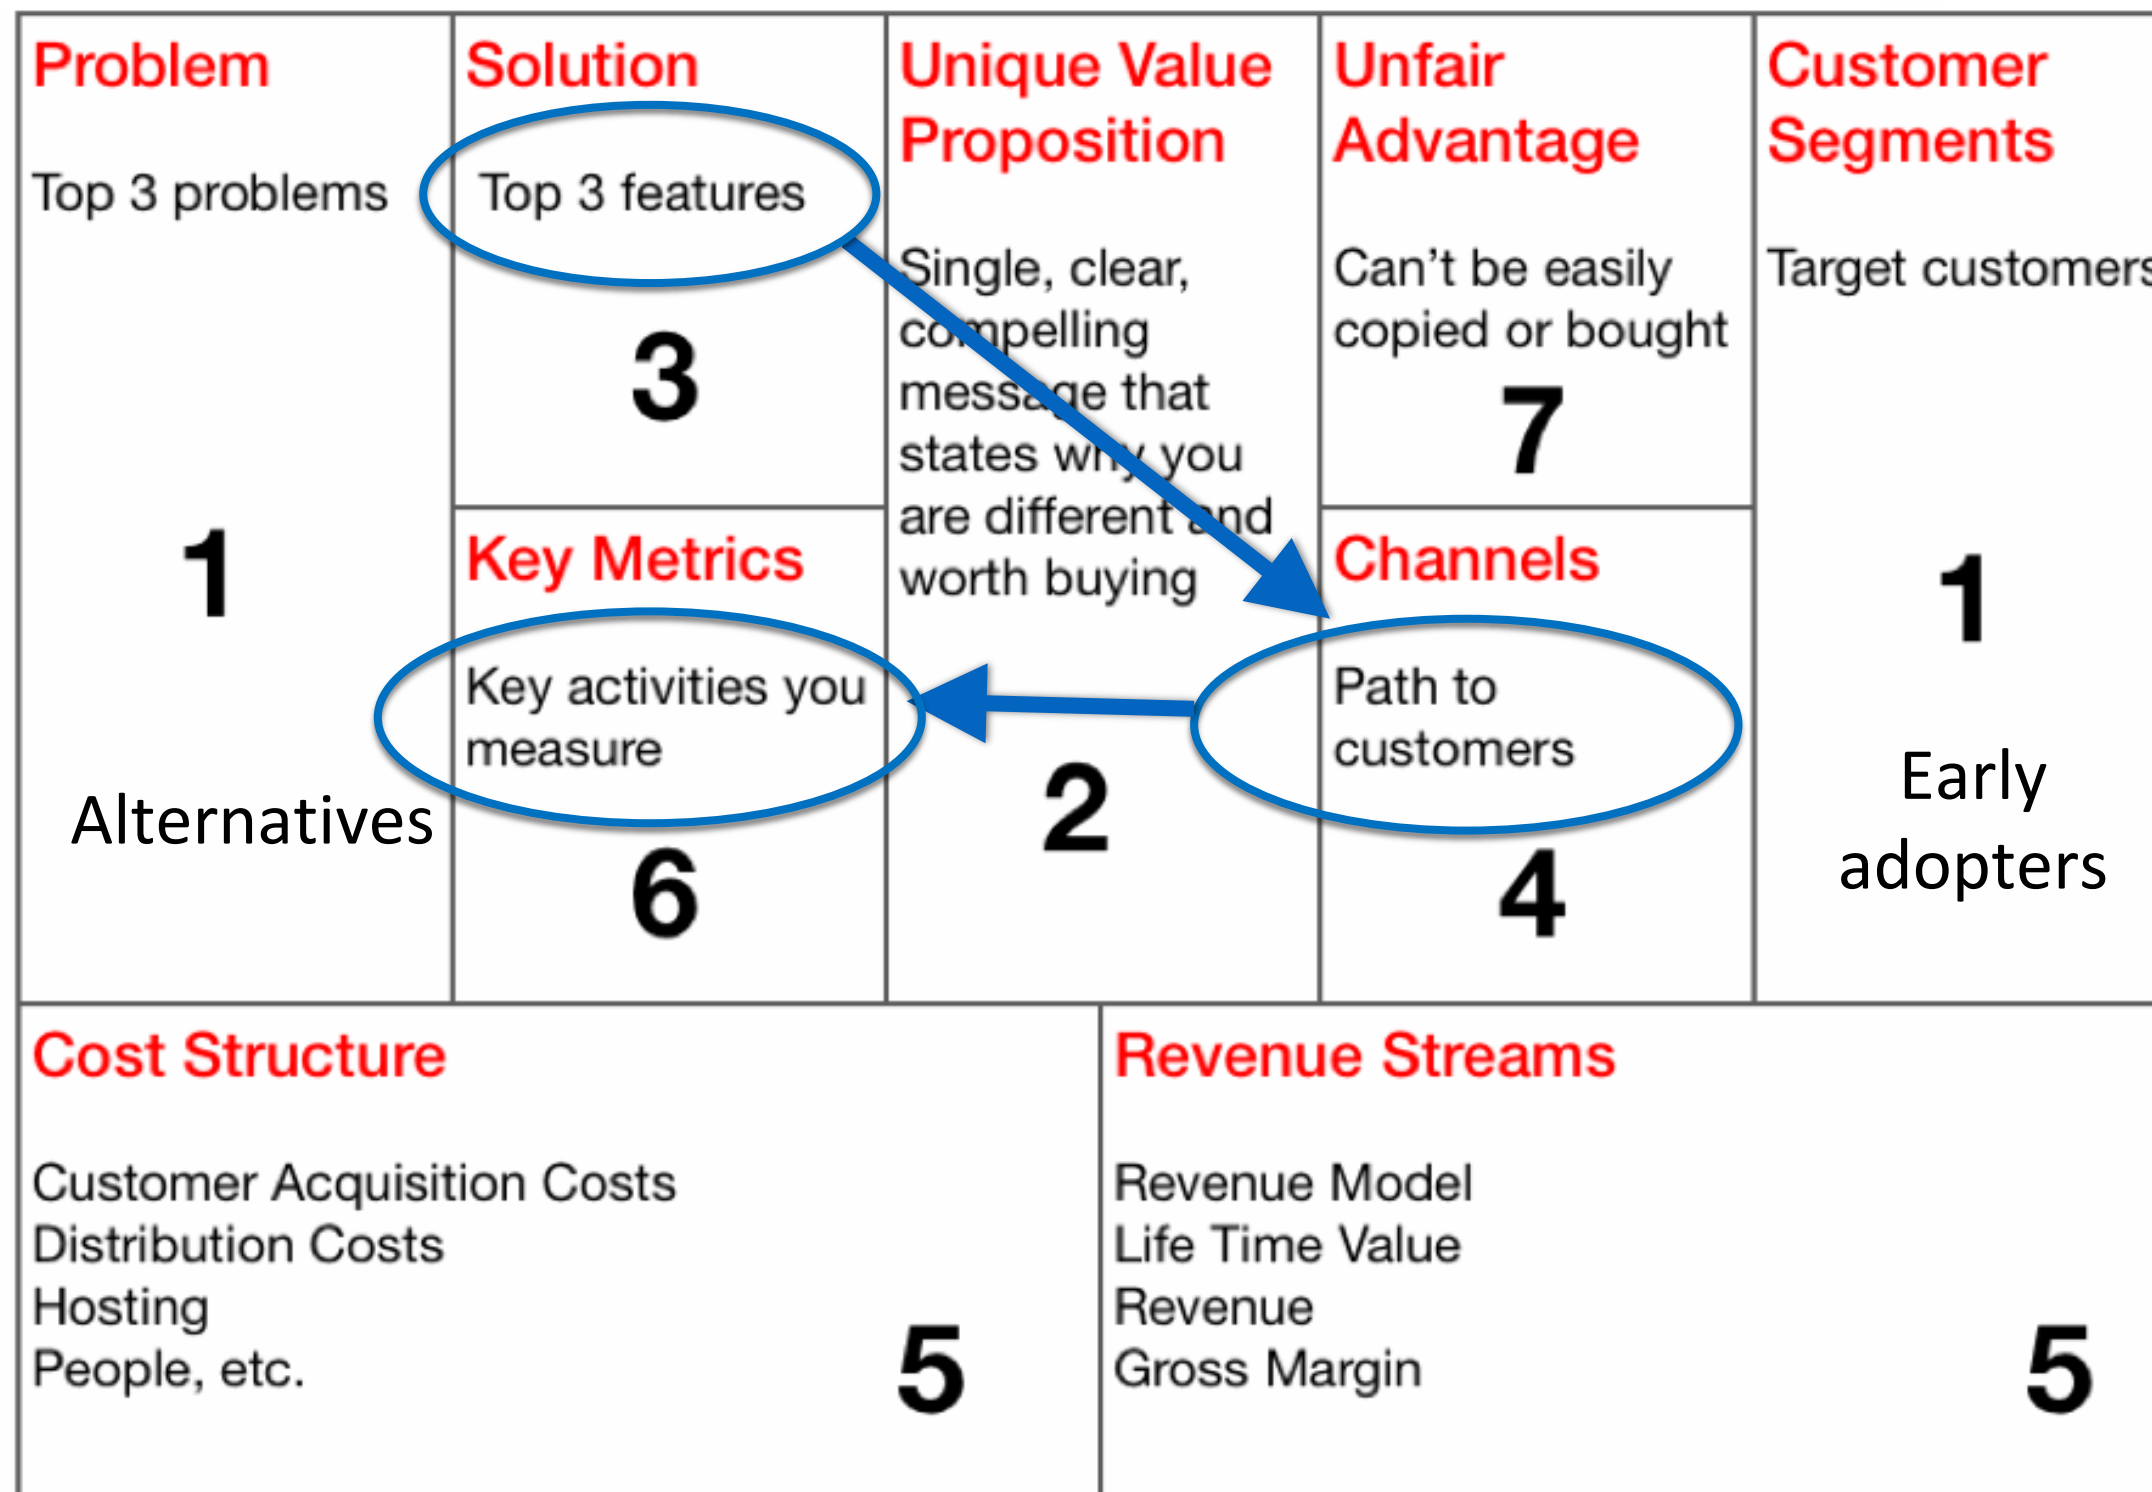 Problem
Top 3 problems
1
Alternatives
Solution
Top 3 features
3
Key Metrics
Key activities you
measure
6
Unique Value
Proposition
Single, clear,
compelling
message that
states why you
are different and
worth buying
2
Unfair
Advantage
Can't be easily
copied or bought
7
Channels
Path to
customers
4
Customer
Segments
Target customers
1
Early
adopters
Cost Structure
Customer Acquisition Costs
Distribution Costs
Hosting
People, etc.
5
Revenue Streams
Revenue Model
Life Time Value
Revenue
Gross Margin
5